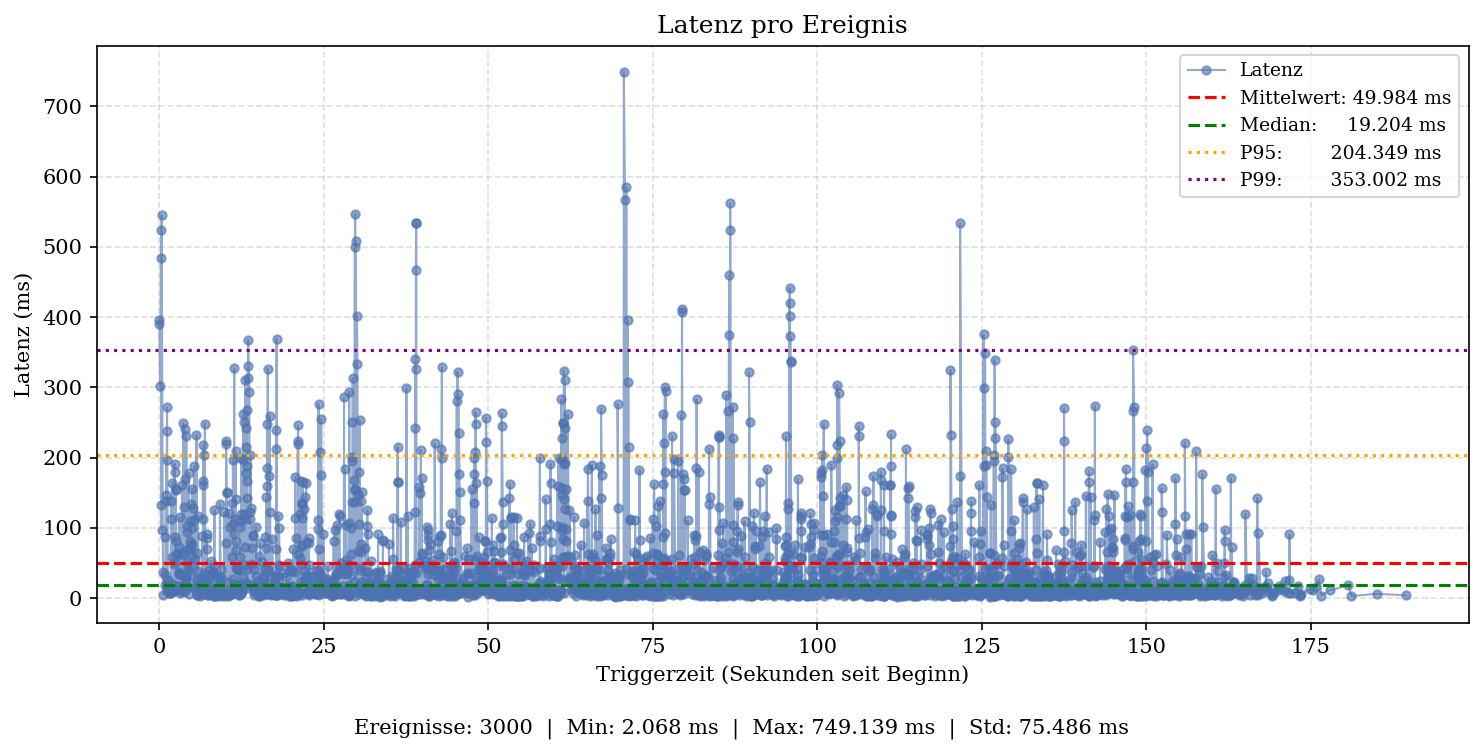 Latenz pro Ereignis
Latenz (ms)
700
600
500
400
300
200
100
0
Latenz
Mittelwert: 49.984 ms
Median: 19.204 ms
P95: 204.349 ms
P99: 353.002 ms
0 25 50 75 100 125 150 175
Triggerzeit (Sekunden seit Beginn)
Ereignisse: 3000 | Min: 2.068 ms | Max: 749.139 ms | Std: 75.486 ms